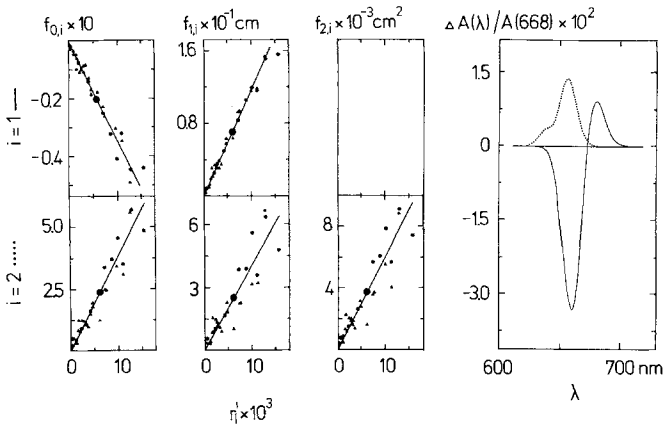 f0,i × 10
f1,i × 10⁻¹ cm
f2,i × 10⁻³ cm²
ΔA(λ)/A(668) × 10²
i = 1 —
-0.2
-0.4
1.6
0.8
1.5
0
-1.5
-3.0
600
700 nm
λ
i = 2 .....
5.0
2.5
6
3
8
4
0
10
0
10
0
10
η' × 10³